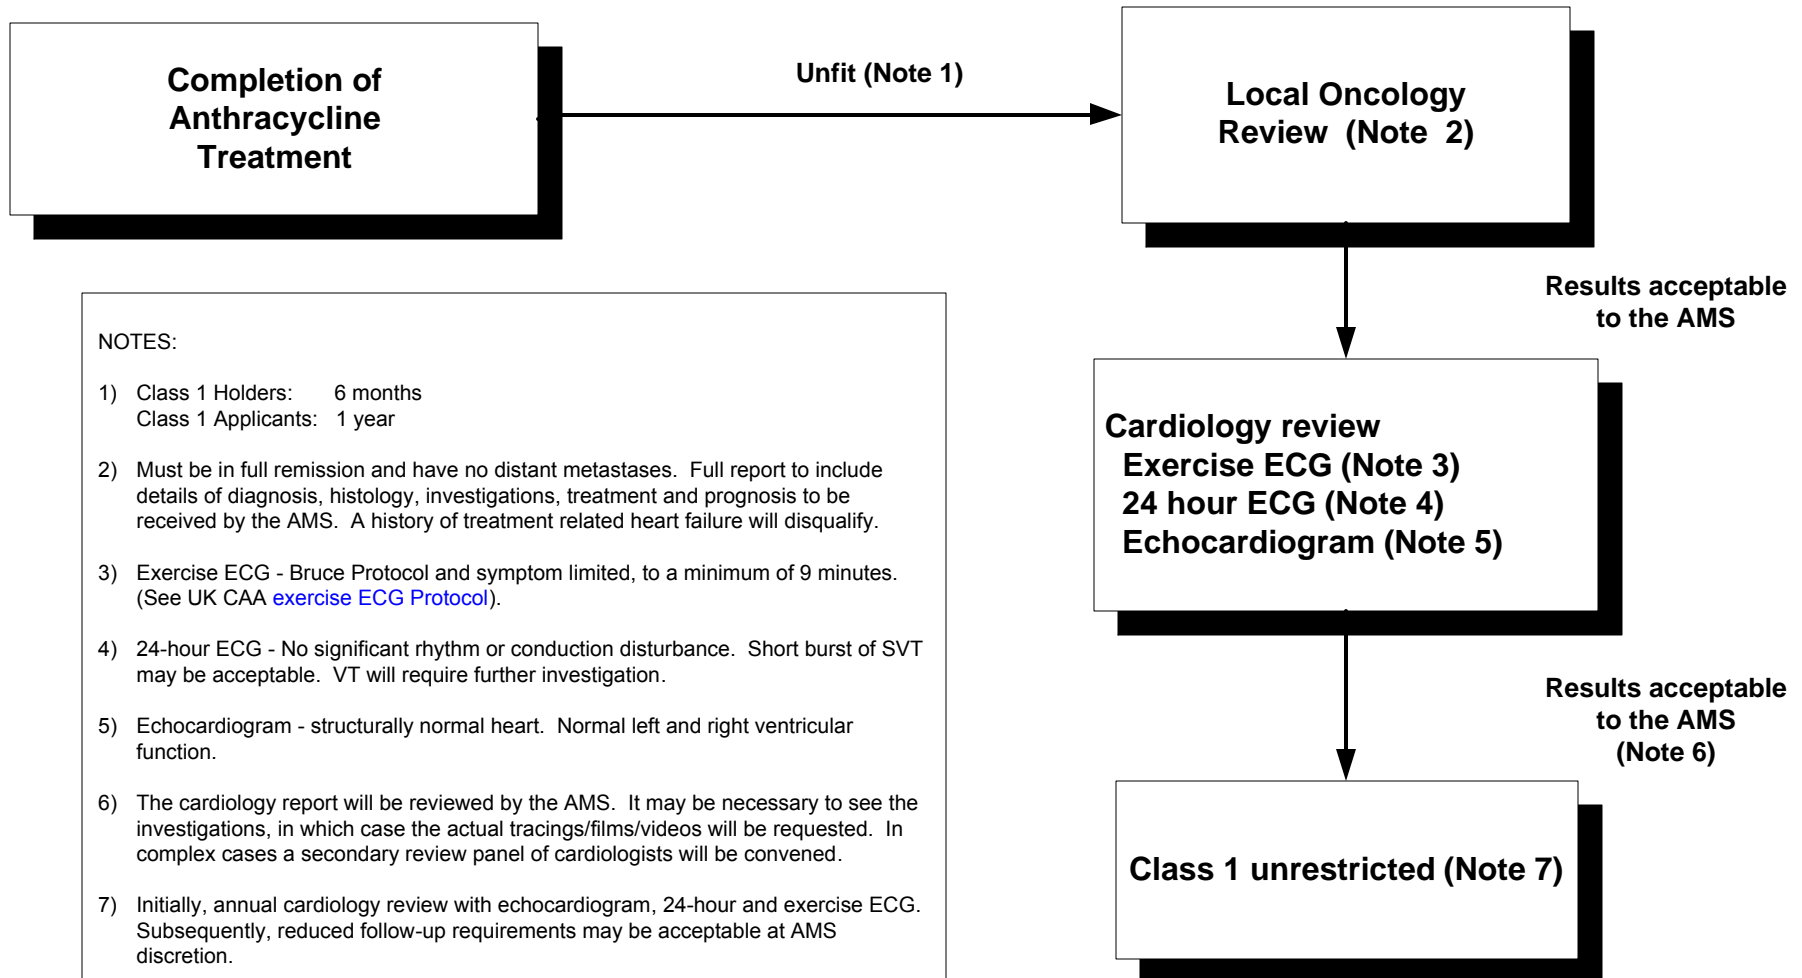 Completion of
Anthracycline
Treatment
Unfit (Note 1)
Local Oncology
Review (Note 2)
Results acceptable
to the AMS
Cardiology review
Exercise ECG (Note 3)
24 hour ECG (Note 4)
Echocardiogram (Note 5)
Results acceptable
to the AMS
(Note 6)
Class 1 unrestricted (Note 7)
NOTES:
1) Class 1 Holders: 6 months
Class 1 Applicants: 1 year
2) Must be in full remission and have no distant metastases. Full report to include
details of diagnosis, histology, investigations, treatment and prognosis to be
received by the AMS. A history of treatment related heart failure will disqualify.
3) Exercise ECG - Bruce Protocol and symptom limited, to a minimum of 9 minutes.
(See UK CAA exercise ECG Protocol).
4) 24-hour ECG - No significant rhythm or conduction disturbance. Short burst of SVT
may be acceptable. VT will require further investigation.
5) Echocardiogram - structurally normal heart. Normal left and right ventricular
function.
6) The cardiology report will be reviewed by the AMS. It may be necessary to see the
investigations, in which case the actual tracings/films/videos will be requested. In
complex cases a secondary review panel of cardiologists will be convened.
7) Initially, annual cardiology review with echocardiogram, 24-hour and exercise ECG.
Subsequently, reduced follow-up requirements may be acceptable at AMS
discretion.